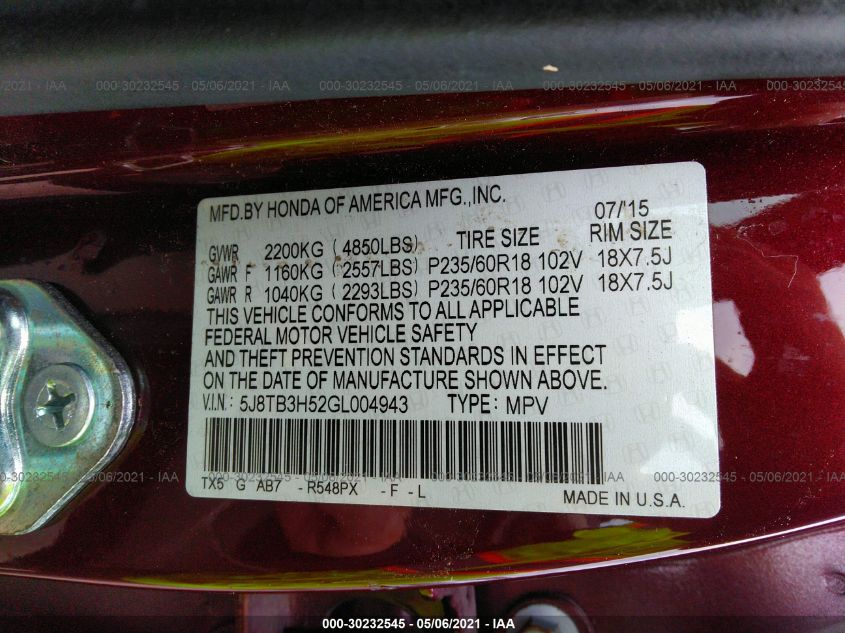 000-30232545 - 05/06/2021 - IAA
MFD.BY HONDA OF AMERICA MFG.,INC. 07/'15
GVWR 2200KG ( 4850LBS ) TIRE SIZE RIM SIZE
GAWR F 1160KG ( 2557LBS ) P235/60R18 102V 18X7.5J
GAWR R 1040KG ( 2293LBS ) P235/60R18 102V 18X7.5J
THIS VEHICLE CONFORMS TO ALL APPLICABLE
FEDERAL MOTOR VEHICLE SAFETY
AND THEFT PREVENTION STANDARDS IN EFFECT
ON THE DATE OF MANUFACTURE SHOWN ABOVE.
V.I.N.: 5J8TB3H52GL004943 TYPE: MPV
TX5 G AB7 - R548PX - F - L
MADE IN U.S.A.
000-30232545 - 05/06/2021 - IAA